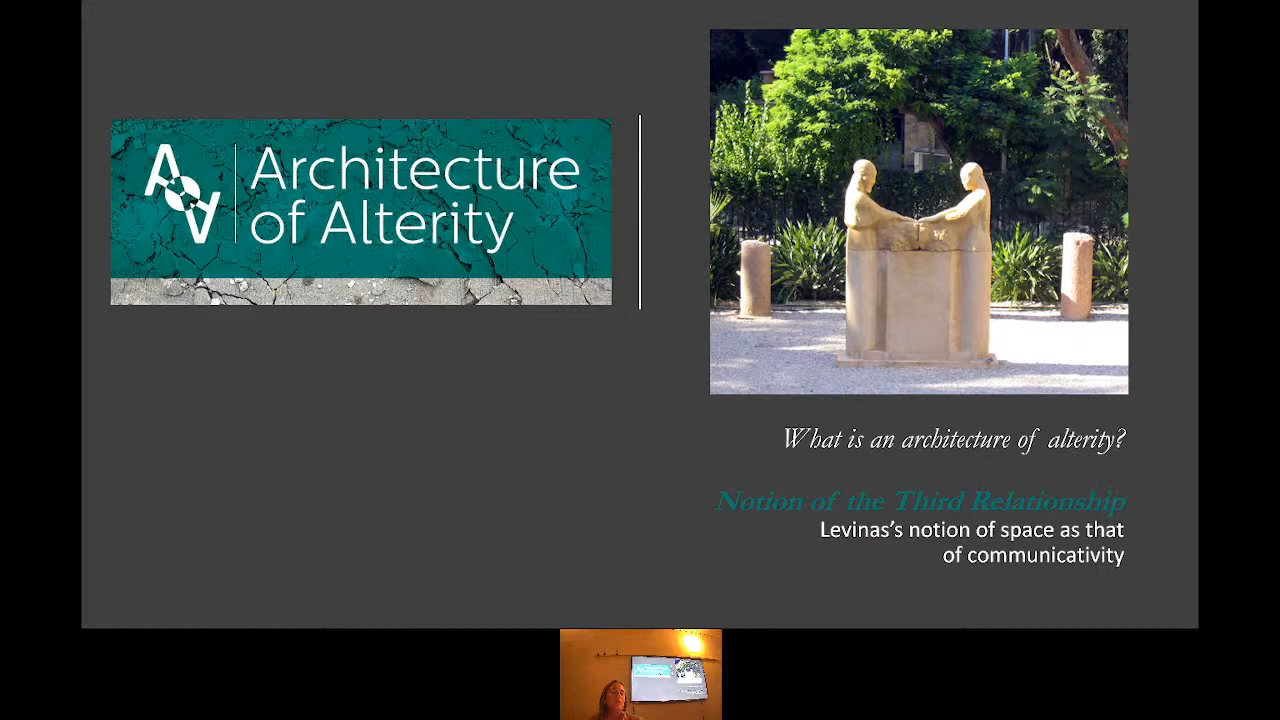 Architecture
of Alterity
What is an architecture of alterity?
Notion of the Third Relationship
Levinas's notion of space as that
of communicativity